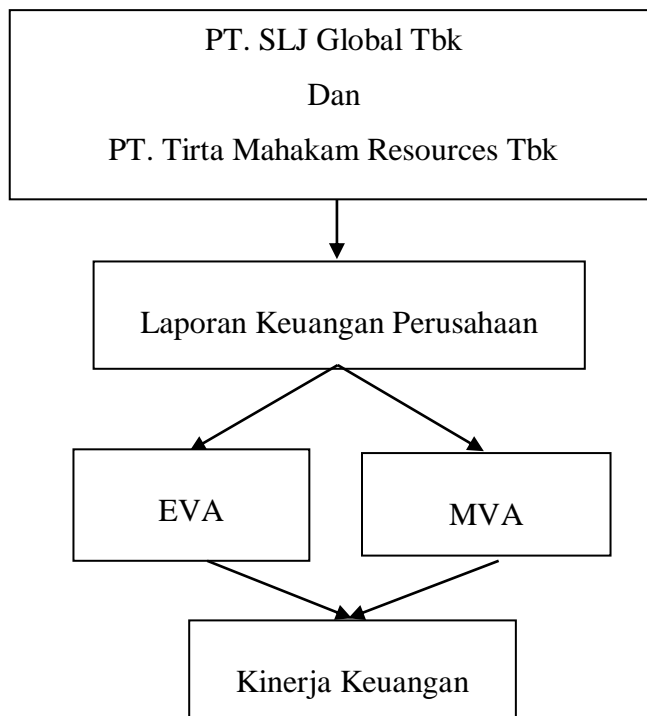 PT. SLJ Global Tbk
Dan
PT. Tirta Mahakam Resources Tbk
Laporan Keuangan Perusahaan
EVA
MVA
Kinerja Keuangan